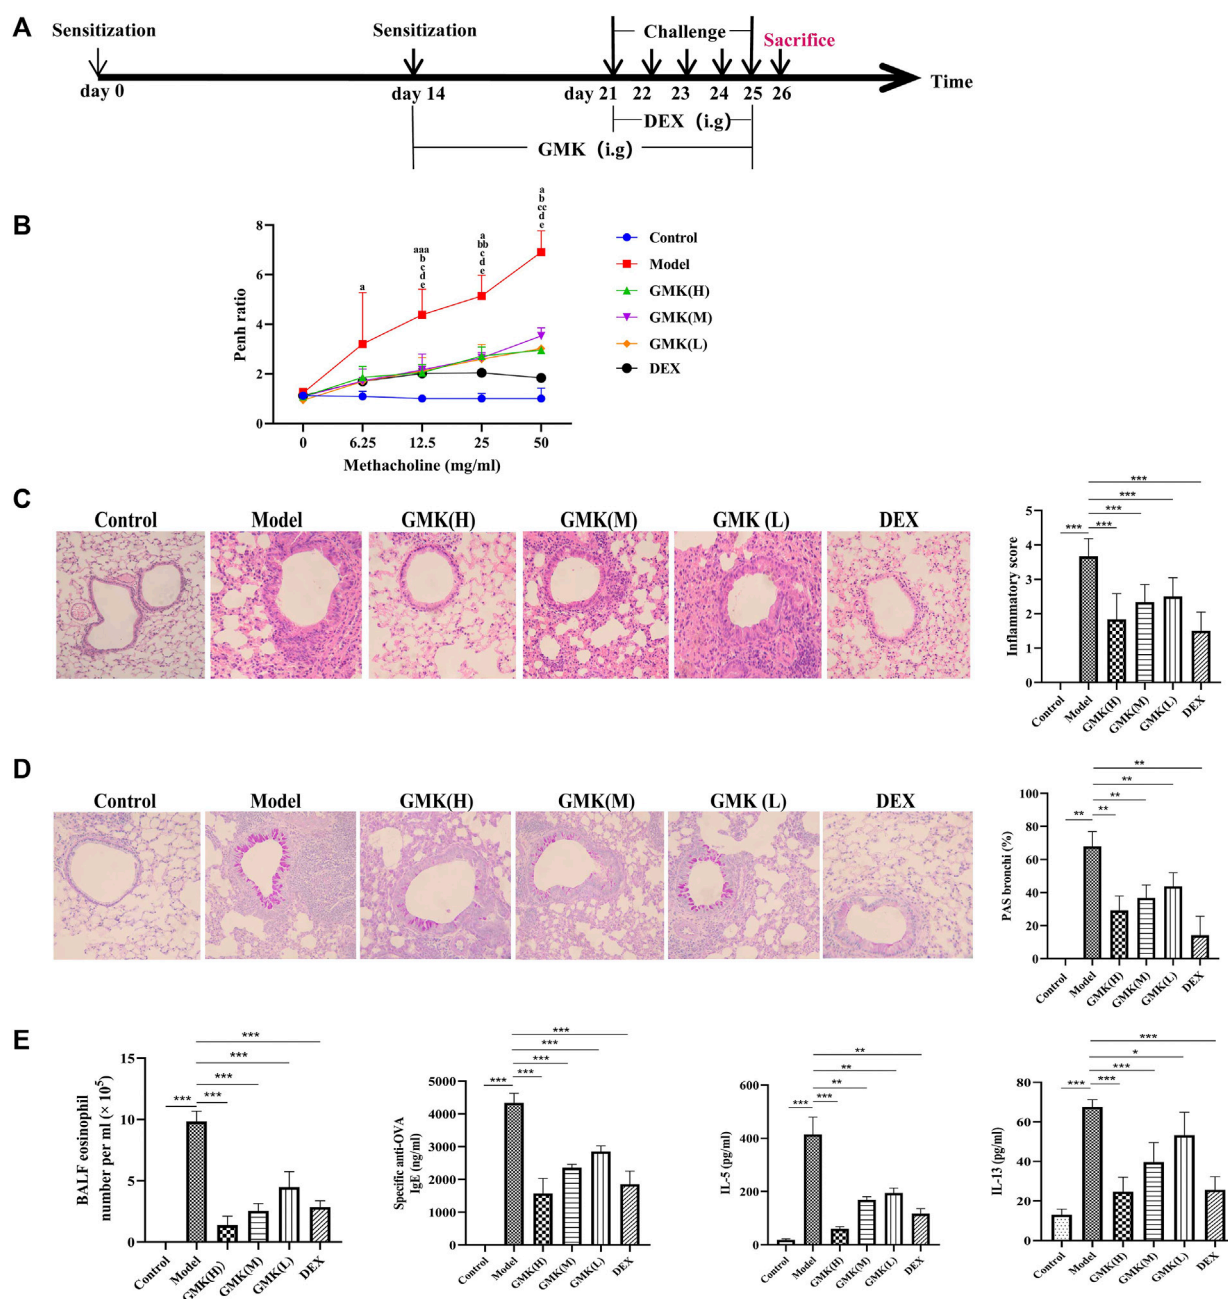 A
Sensitization
Sensitization
Challenge
Sacrifice
day 0
day 14
day 21
22
23
24
25
26
Time
DEX (i.g)
GMK (i.g)
B
Penh ratio
8
6
4
2
0
a
aaa
b
c
d
e
a
bb
c
d
e
a
b
cc
d
e
0
6.25
12.5
25
50
Methacholine (mg/ml)
Control
Model
GMK(H)
GMK(M)
GMK(L)
DEX
C
Control
Model
GMK(H)
GMK(M)
GMK (L)
DEX
Inflammatory score
5
4
3
2
1
0
***
***
***
***
***
Control
Model
GMK(H)
GMK(M)
GMK(L)
DEX
D
Control
Model
GMK(H)
GMK(M)
GMK (L)
DEX
PAS bronchi (%)
100
80
60
40
20
0
**
**
**
**
**
Control
Model
GMK(H)
GMK(M)
GMK(L)
DEX
E
BALF eosinophil
number per ml (× 10⁵)
15
10
5
0
***
***
***
***
***
Control
Model
GMK(H)
GMK(M)
GMK(L)
DEX
Specific anti-OVA
IgE (ng/ml)
5000
4000
3000
2000
1000
0
***
***
***
***
***
Control
Model
GMK(H)
GMK(M)
GMK(L)
DEX
IL-5 (pg/ml)
600
400
200
0
**
**
**
***
***
Control
Model
GMK(H)
GMK(M)
GMK(L)
DEX
IL-13
(pg/ml)
80
60
40
20
0
***
*
***
***
***
Control
Model
GMK(H)
GMK(M)
GMK(L)
DEX